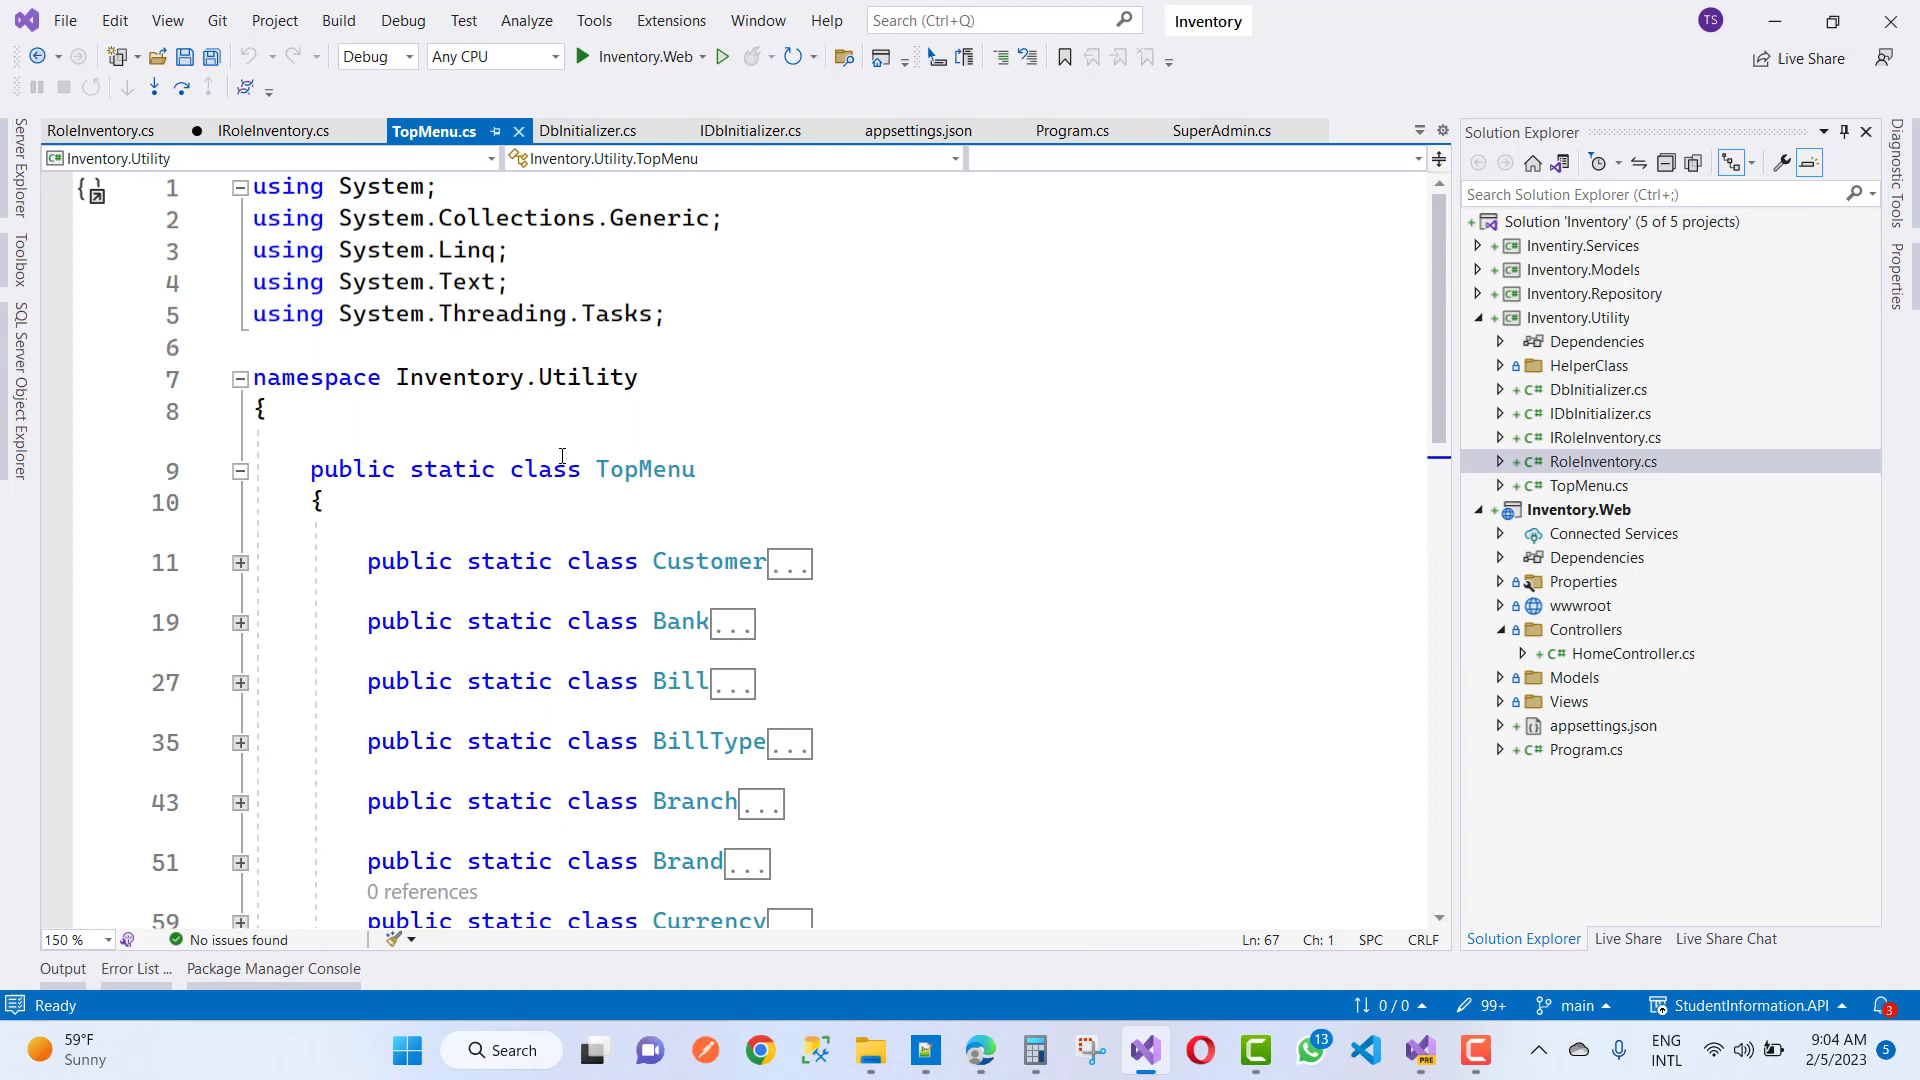 File Edit View Git Project Build Debug Test Analyze Tools Extensions Window Help Search (Ctrl+Q) Inventory TS
Debug Any CPU Inventory.Web Live Share
RoleInventory.cs IRoleInventory.cs TopMenu.cs DbInitializer.cs IDbInitializer.cs appsettings.json Program.cs SuperAdmin.cs
Inventory.Utility Inventory.Utility.TopMenu
Server Explorer
Toolbox
SQL Server Object Explorer
1 using System;
2 using System.Collections.Generic;
3 using System.Linq;
4 using System.Text;
5 using System.Threading.Tasks;
6
7 namespace Inventory.Utility
8 {
9 public static class TopMenu
10 {
11 public static class Customer...
19 public static class Bank...
27 public static class Bill...
35 public static class BillType...
43 public static class Branch...
51 public static class Brand...
0 references
59 public static class Currency
150 % No issues found Ln: 67 Ch: 1 SPC CRLF
Output Error List ... Package Manager Console
Solution Explorer
Search Solution Explorer (Ctrl+;)
Solution 'Inventory' (5 of 5 projects)
Inventiry.Services
Inventory.Models
Inventory.Repository
Inventory.Utility
Dependencies
HelperClass
C# DbInitializer.cs
C# IDbInitializer.cs
C# IRoleInventory.cs
C# RoleInventory.cs
C# TopMenu.cs
Inventory.Web
Connected Services
Dependencies
Properties
wwwroot
Controllers
C# HomeController.cs
Models
Views
appsettings.json
C# Program.cs
Solution Explorer Live Share Live Share Chat
Diagnostic Tools
Properties
Ready 0 / 0 99+ main StudentInformation.API 3
59°F
Sunny
Search
PRE
13
ENG
INTL
9:04 AM
2/5/2023
5